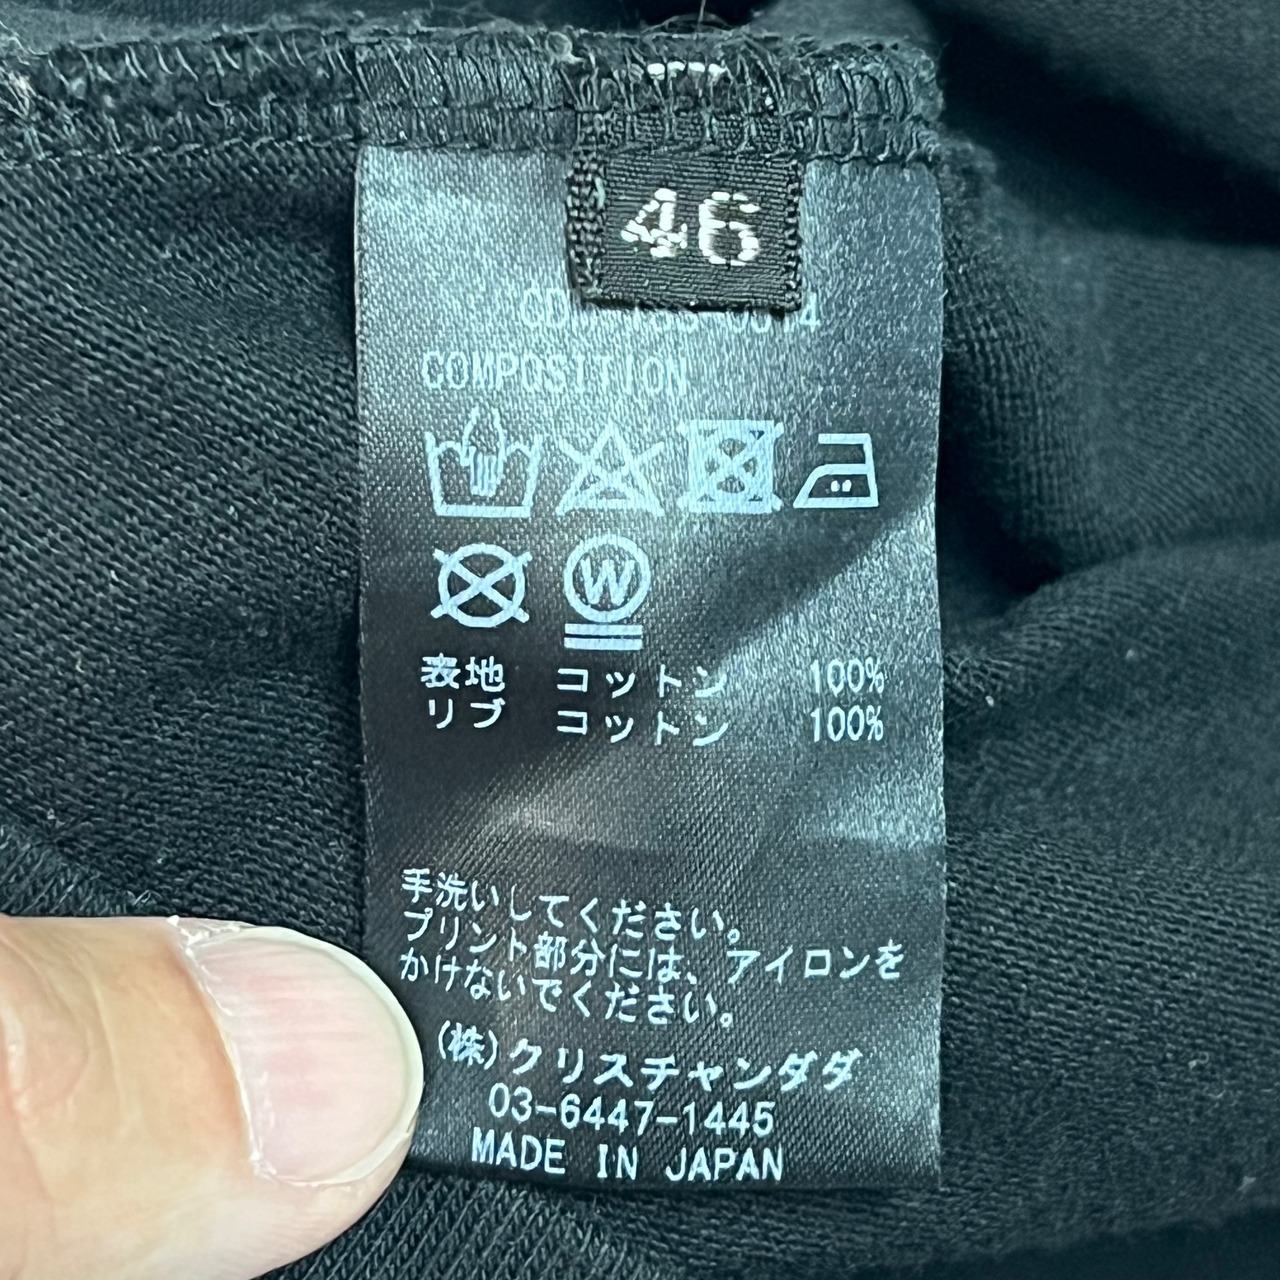 46
COMPOSITION
W
表地 コットン 100%
リブ コットン 100%
手洗いしてください。
プリント部分には、アイロンを
かけないでください。
(株)クリスチャンダダ
03-6447-1445
MADE IN JAPAN